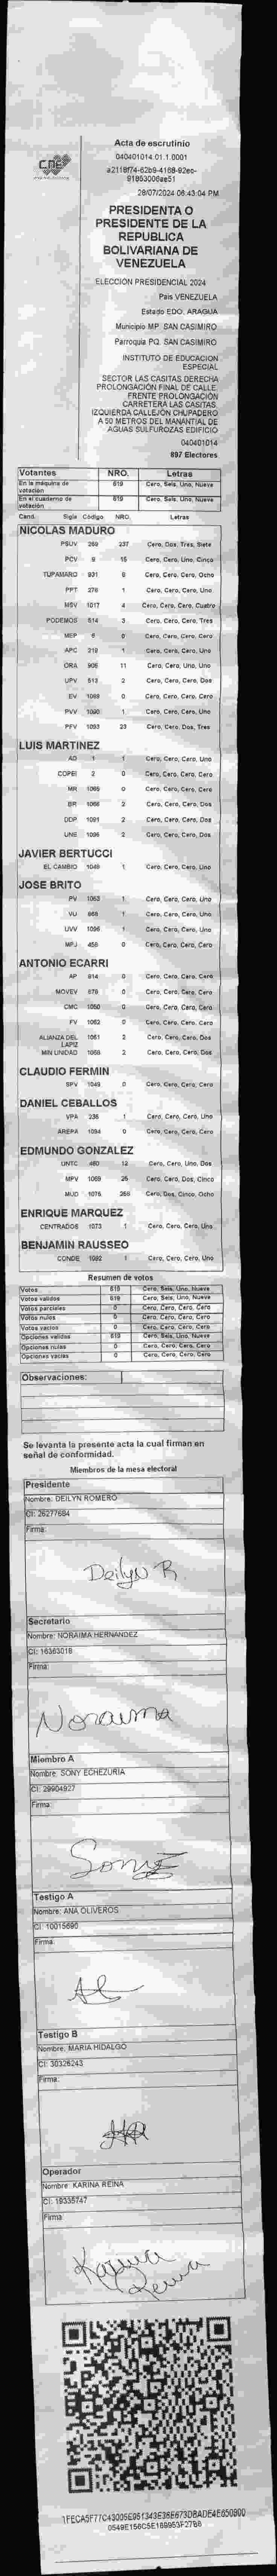 CNE
Acta de escrutinio
040401014.01.1.0001
28/07/2024 06:43:04 PM
PRESIDENTA O
PRESIDENTE DE LA
REPUBLICA
BOLIVARIANA DE
VENEZUELA
ELECCIÓN PRESIDENCIAL 2024
Pais VENEZUELA
Estado EDO. ARAGUA
Municipio MP. SAN CASIMIRO
Parroquia PQ. SAN CASIMIRO
INSTITUTO DE EDUCACION
ESPECIAL
SECTOR LAS CASITAS DERECHA
PROLONGACIÓN FINAL DE CALLE.
FRENTE PROLONGACIÓN
CARRETERA LAS CASITAS.
IZQUIERDA CALLEJÓN CHUPADERO
A 50 METROS DEL MANANTIAL DE
AGUAS SULFUROZAS EDIFICIO
040401014
897 Electores
Votantes NRO. Letras
En la máquina de votación 619 Cero, Seis, Uno, Nueve
En el cuaderno de votación 619 Cero, Seis, Uno, Nueve
Cand. Sigla Código NRO. Letras
NICOLAS MADURO
PSUV 237 Cero, Dos, Tres, Siete
PCV 15 Cero, Cero, Uno, Cinco
TUPAMARO 931 8 Cero, Cero, Cero, Ocho
PPT 1 Cero, Cero, Cero, Uno
MSV 1017 4 Cero, Cero, Cero, Cuatro
PODEMOS 514 3 Cero, Cero, Cero, Tres
MEP 6 0 Cero, Cero, Cero, Cero
APC 219 1 Cero, Cero, Cero, Uno
ORA 906 11 Cero, Cero, Uno, Uno
UPV 513 2 Cero, Cero, Cero, Dos
EV 0 Cero, Cero, Cero, Cero
PVV 1090 1 Cero, Cero, Cero, Uno
PFV 1093 23 Cero, Cero, Dos, Tres
LUIS MARTINEZ
AD 1 1 Cero, Cero, Cero, Uno
COPEI 2 0 Cero, Cero, Cero, Cero
MR 1065 0 Cero, Cero, Cero, Cero
BR 1066 2 Cero, Cero, Cero, Dos
DDP 1091 2 Cero, Cero, Cero, Dos
UNE 1096 2 Cero, Cero, Cero, Dos
JAVIER BERTUCCI
EL CAMBIO 1049 1 Cero, Cero, Cero, Uno
JOSE BRITO
PV 1063 1 Cero, Cero, Cero, Uno
VU 668 1 Cero, Cero, Cero, Uno
UVV 1 Cero, Cero, Cero, Uno
MPJ 458 0 Cero, Cero, Cero, Cero
ANTONIO ECARRI
AP 914 0 Cero, Cero, Cero, Cero
MOVEV 679 0 Cero, Cero, Cero, Cero
CMC 1050 0 Cero, Cero, Cero, Cero
FV 1062 0 Cero, Cero, Cero, Cero
ALIANZA DEL LAPIZ 1061 2 Cero, Cero, Cero, Dos
MIN UNIDAD 1068 2 Cero, Cero, Cero, Dos
CLAUDIO FERMIN
SPV 0 Cero, Cero, Cero, Cero
DANIEL CEBALLOS
VPA 236 1 Cero, Cero, Cero, Uno
AREPA 1094 0 Cero, Cero, Cero, Cero
EDMUNDO GONZALEZ
UNTC 480 12 Cero, Cero, Uno, Dos
MPV 1069 25 Cero, Cero, Dos, Cinco
MUD 1075 258 Cero, Dos, Cinco, Ocho
ENRIQUE MARQUEZ
CENTRADOS 1073 1 Cero, Cero, Cero, Uno
BENJAMIN RAUSSEO
CONDE 1092 1 Cero, Cero, Cero, Uno
Resumen de votos
Votos 619 Cero, Seis, Uno, Nueve
Votos validos 619 Cero, Seis, Uno, Nueve
Votos parciales 0 Cero, Cero, Cero, Cero
Votos nulos 0 Cero, Cero, Cero, Cero
Votos vacios 0 Cero, Cero, Cero, Cero
Opciones validas 619 Cero, Seis, Uno, Nueve
Opciones nulas 0 Cero, Cero, Cero, Cero
Opciones vacias 0 Cero, Cero, Cero, Cero
Observaciones:
Se levanta la presente acta la cual firman en
señal de conformidad.
Miembros de la mesa electoral
Presidente
Nombre: DEILYN ROMERO
CI: 26277684
Firma:
Deilyn R
Secretario
Nombre: NORAIMA HERNANDEZ
CI: 16363018
Firma:
Noraima
Miembro A
Nombre: SONY ECHEZURIA
CI: 29904927
Firma:
Sony
Testigo A
Nombre: ANA OLIVEROS
CI: 10015690
Firma:
Testigo B
Nombre: MARIA HIDALGO
CI: 30326243
Firma:
Operador
Nombre: KARINA REINA
CI: 19335747
Firma:
Karina
Reina